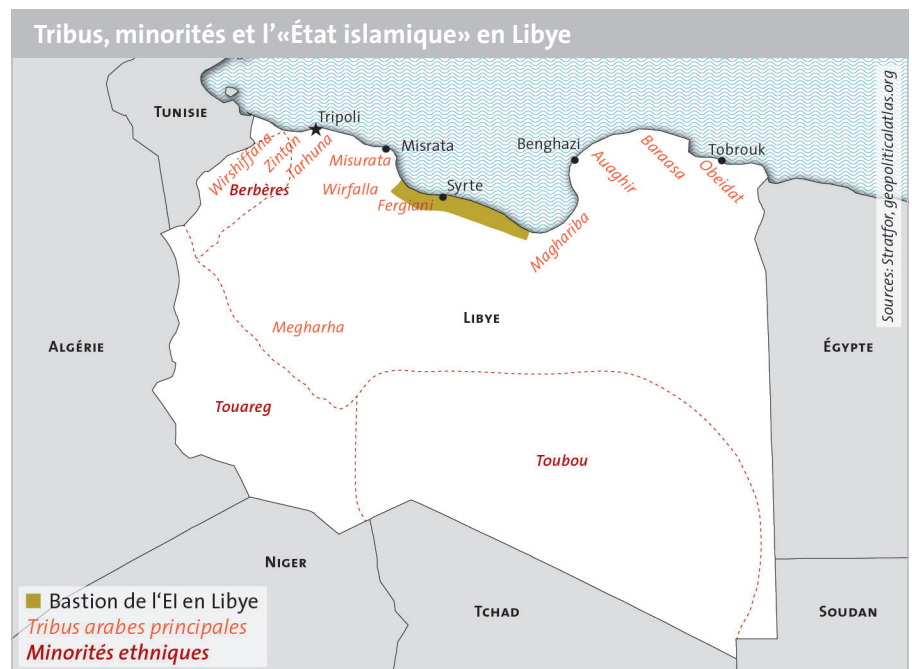 Tribus, minorités et l'«État islamique» en Libye
Sources: Stratfor, geopoliticalatlas.org
TUNISIE
Tripoli
Misrata
Benghazi
Tobrouk
Syrte
Wirshiffana
Zintan
Tarhuna
Berbères
Misurata
Wirfalla
Fergiani
Maghariba
Auaghir
Baraasa
Obeidat
Megharha
LIBYE
ALGÉRIE
ÉGYPTE
Touareg
Toubou
NIGER
TCHAD
SOUDAN
Bastion de l'EI en Libye
Tribus arabes principales
Minorités ethniques